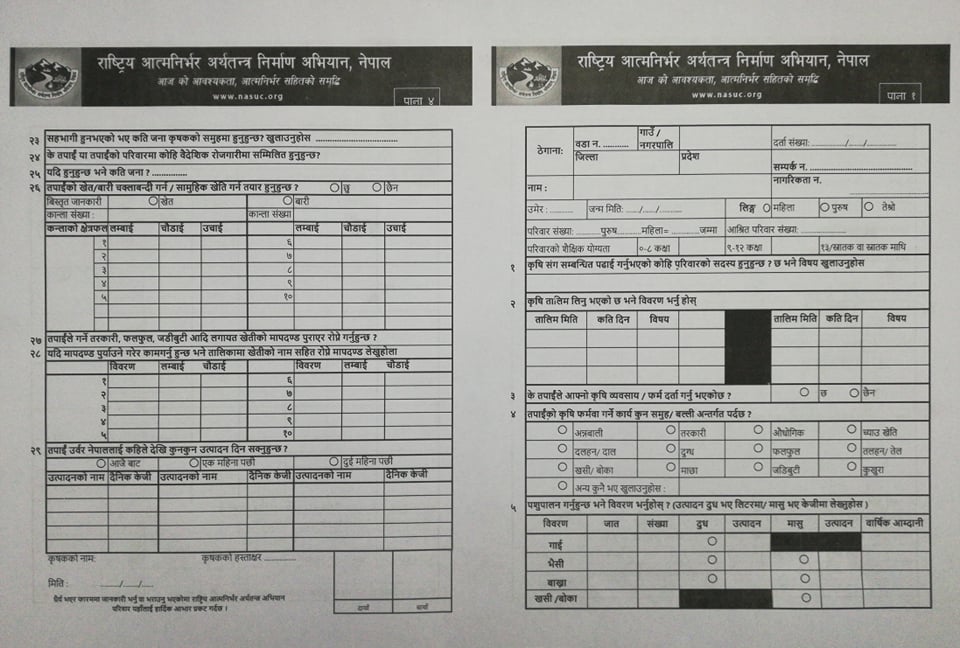 राष्ट्रिय आत्मनिर्भर अर्थतन्त्र निर्माण अभियान, नेपाल
आज को आवश्यकता, आत्मनिर्भर सहितको समृद्धि
www.nasuc.org
पाना ४
२३ सहभागी हुनुभएको भए कति जना कृषकको समुहमा हुनुहुन्छ? खुलाउनुहोस ..............................
२४ के तपाईं वा तपाईंको परिवारमा कोहि वैदेशिक रोजगारीमा सम्मिलित हुनुहुन्छ?
२५ यदि हुनुहुन्छ भने कति जना ? ..............
२६ तपाईंको खेत/बारी चक्लाबन्दी गर्न / सामुहिक खेति गर्न तयार हुनुहुन्छ ? छु छैन
बिस्तृत जानकारी खेत बारी
कान्ला संख्या : कान्ला संख्या
कन्लाको क्षेत्रफल लम्बाई चौडाई उचाई लम्बाई चौडाई उचाई
१ ६
२ ७
३ ८
४ ९
५ १०
२७ तपाईंले गर्ने तरकारी, फलफुल, जडीबुटी आदि लगायत खेतीको मापदण्ड पुराएर रोप्ने गर्नुहुन्छ ?
२८ यदि मापदण्ड पुर्याउने गरेर कामगर्नु हुन्छ भने तालिकामा खेतीको नाम सहित रोप्ने मापदण्ड लेख्नुहोला
विवरण लम्बाई चौडाई विवरण लम्बाई चौडाई
१ ६
२ ७
३ ८
४ ९
५ १०
२९ तपाईं उर्वर नेपाललाई कहिले देखि कुनकुन उत्पादन दिन सक्नुहुन्छ ?
आजै बाट एक महिना पछी दुई महिना पछी
उत्पादनको नाम दैनिक केजी उत्पादनको नाम दैनिक केजी उत्पादनको नाम दैनिक केजी
कृषकको नाम: कृषकको हस्ताक्षर ..............
मिति : ....../....../......
धैर्य भएर फारममा जानकारी भर्नु या भराउनु भएकोमा राष्ट्रिय आत्मनिर्भर अर्थतन्त्र अभियान
परिवार यहाँलाई हार्दिक आभार प्रकट गर्दछ ।
दायाँ बायाँ
राष्ट्रिय आत्मनिर्भर अर्थतन्त्र निर्माण अभियान, नेपाल
आज को आवश्यकता, आत्मनिर्भर सहितको समृद्धि
www.nasuc.org
पाना १
ठेगाना: वडा न. .......... गाउँ / नगरपालि दर्ता संख्या: ......../......../........
जिल्ला प्रदेश सम्पर्क न. ..............................
नाम : नागरिकता न. ..............................
उमेर : ......... जन्म मिति: ....../....../......... लिङ्ग महिला पुरुष तेश्रो
परिवार संख्या: ........पुरुष........महिला= ..........जम्मा आश्रित परिवार संख्या: ..............
परिवारको शैक्षिक योग्यता ०-८ कक्षा ९-१२ कक्षा १३/स्नातक वा स्नातक माथि
१ कृषि संग सम्बन्धित पढाई गर्नुभएको कोहि परिवारको सदस्य हुनुहुन्छ ? छ भने विषय खुलाउनुहोस
२ कृषि तालिम लिनु भएको छ भने विवरण भर्नु होस्
तालिम मिति कति दिन विषय तालिम मिति कति दिन विषय
३ के तपाईंले आफ्नो कृषि व्यवसाय / फर्म दर्ता गर्नु भएकोछ ? छ छैन
४ तपाईंको कृषि फर्मवा गर्ने कार्य कुन समुह/ बल्ली अन्तर्गत पर्दछ ?
अन्नबाली तरकारी औधोगिक च्याउ खेति
दलहन/ दाल दुग्ध फलफुल तलहन/ तेल
खसी/ बोका माछा जडिबुटी कुखुरा
अन्य कुनै भए खुलाउनुहोस :
५ पशुपालन गर्नुहुन्छ भने विवरण भर्नुहोस् ? (उत्पादन दुध भए लिटरमा/ मासु भए केजीमा लेख्नुहोस )
विवरण जात संख्या दुध उत्पादन मासु उत्पादन वार्षिक आम्दानी
गाई
भैसी
बाख्रा
खसी /बोका